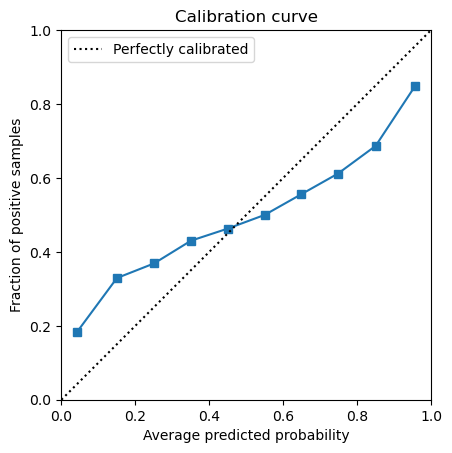 Calibration curve
Perfectly calibrated
Fraction of positive samples
1.0
0.8
0.6
0.4
0.2
0.0
0.0 0.2 0.4 0.6 0.8 1.0
Average predicted probability